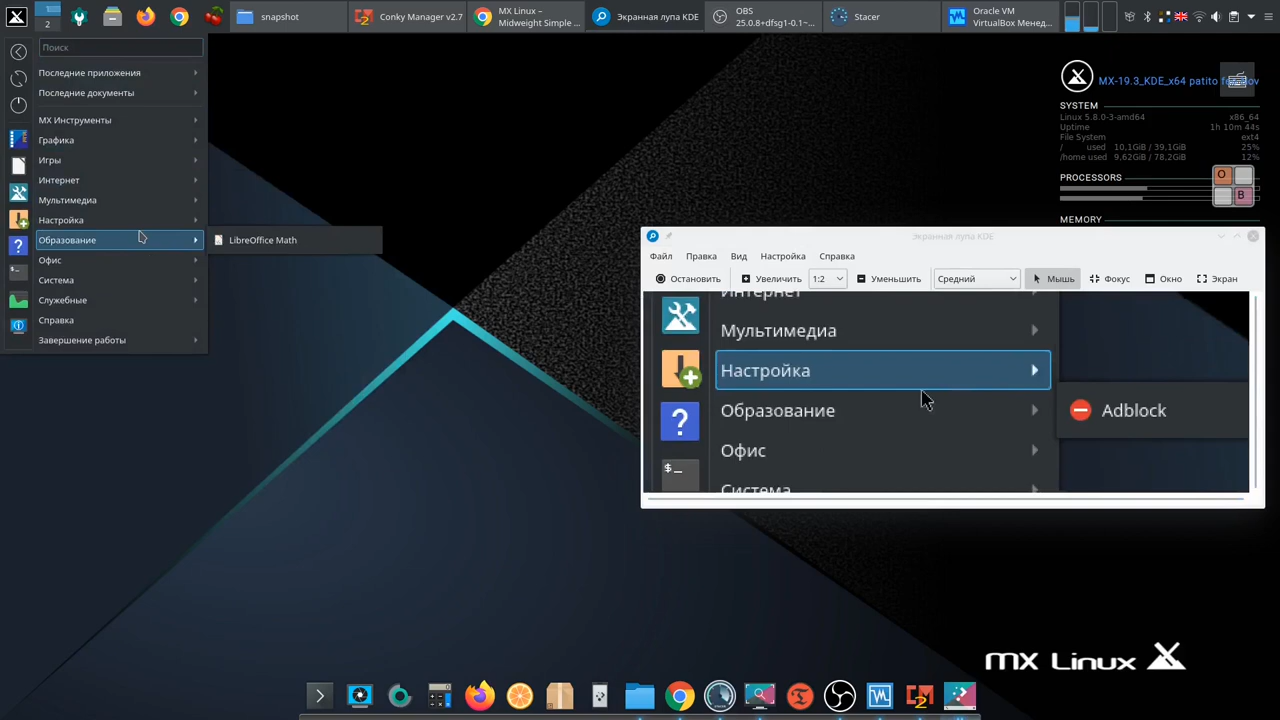 2
snapshot
Conky Manager v2.7
MX Linux –
Midweight Simple ...
Экранная лупа KDE
OBS
25.0.8+dfsg1-0.1~...
Stacer
Oracle VM
VirtualBox Менед...
Поиск
Последние приложения
Последние документы
MX Инструменты
Графика
Игры
Интернет
Мультимедиа
Настройка
Образование
Офис
Система
Служебные
Справка
Завершение работы
LibreOffice Math
MX-19.3_KDE_x64 patito
SYSTEM
Linux 5.8.0-3-amd64 x86_64
Uptime 1h 10m 44s
File System ext4
/ used 10,1GiB / 39,1GiB 25%
/home used 9,62GiB / 78,2GiB 12%
PROCESSORS
O
B
MEMORY
Экранная лупа KDE
Файл Правка Вид Настройка Справка
Остановить Увеличить 1:2 Уменьшить Средний Мышь Фокус Окно Экран
Интернет
Мультимедиа
Настройка
Образование
Adblock
Офис
$_
Система
MX Linux